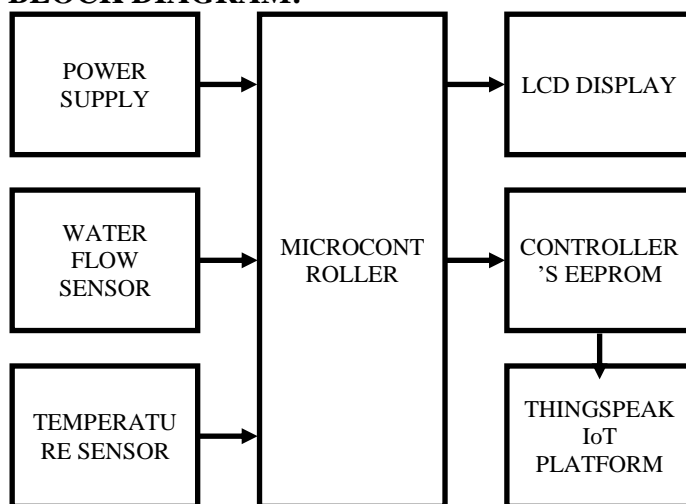 BLOCK DIAGRAM:
POWER
SUPPLY
WATER
FLOW
SENSOR
TEMPERATU
RE SENSOR
MICROCONT
ROLLER
LCD DISPLAY
CONTROLLER
'S EEPROM
THINGSPEAK
IoT
PLATFORM